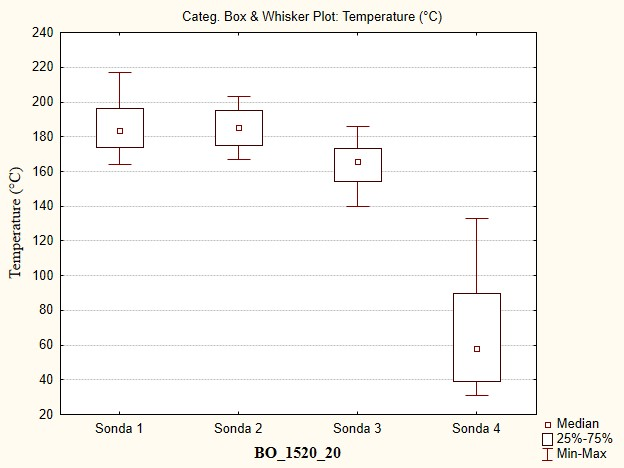 Categ. Box & Whisker Plot: Temperature (°C)
240
220
200
180
160
140
120
100
80
60
40
20
Temperature (°C)
Sonda 1 Sonda 2 Sonda 3 Sonda 4
BO_1520_20
Median
25%-75%
Min-Max